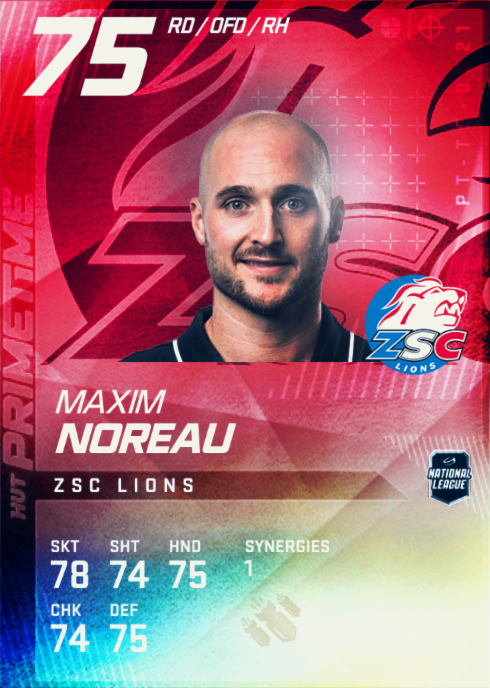 75
RD / OFD / RH
ZSC
LIONS
MAXIM
NOREAU
ZSC LIONS
NATIONAL
LEAGUE
HUT PRIMETIME
SKT SHT HND SYNERGIES
78 74 75 1
CHK DEF
74 75